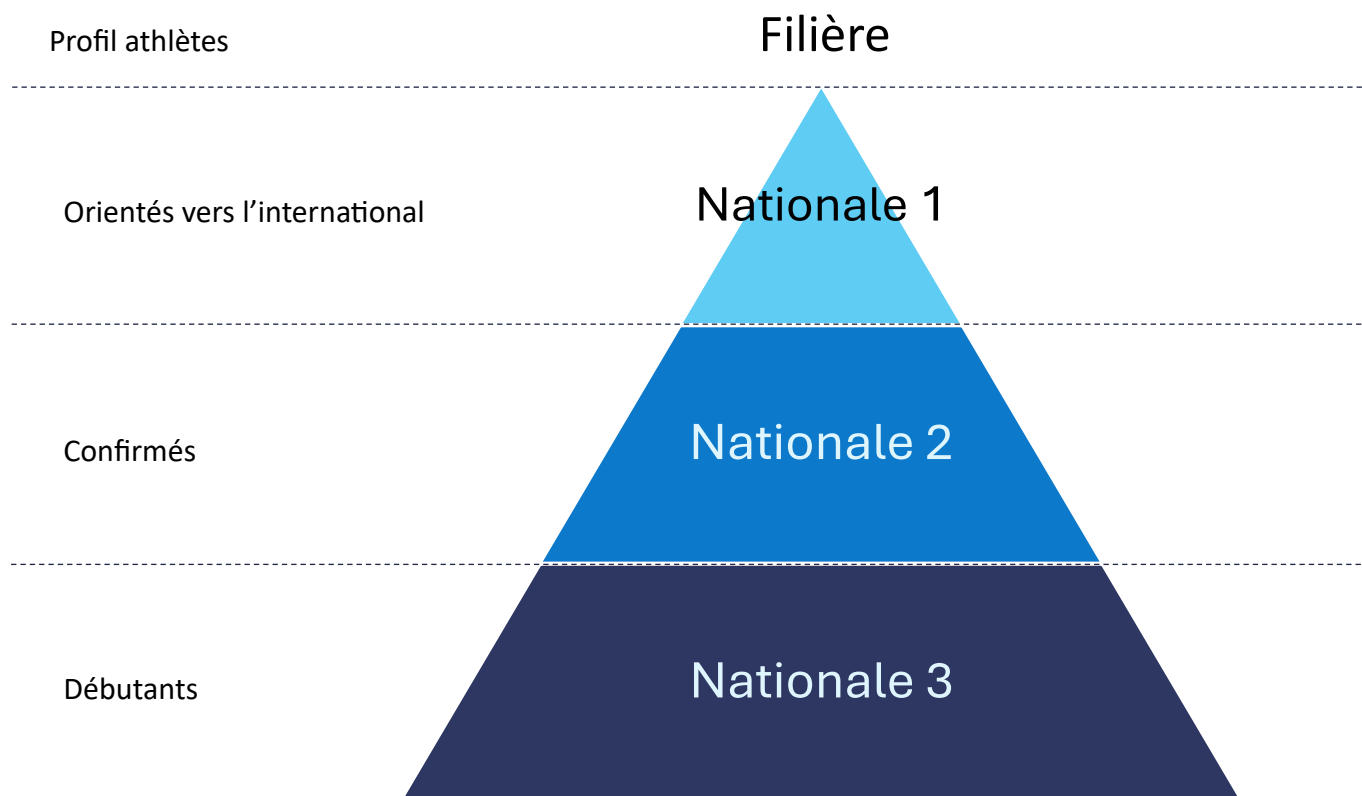 Profil athlètes
Filière
Orientés vers l’international
Nationale 1
Confirmés
Nationale 2
Débutants
Nationale 3